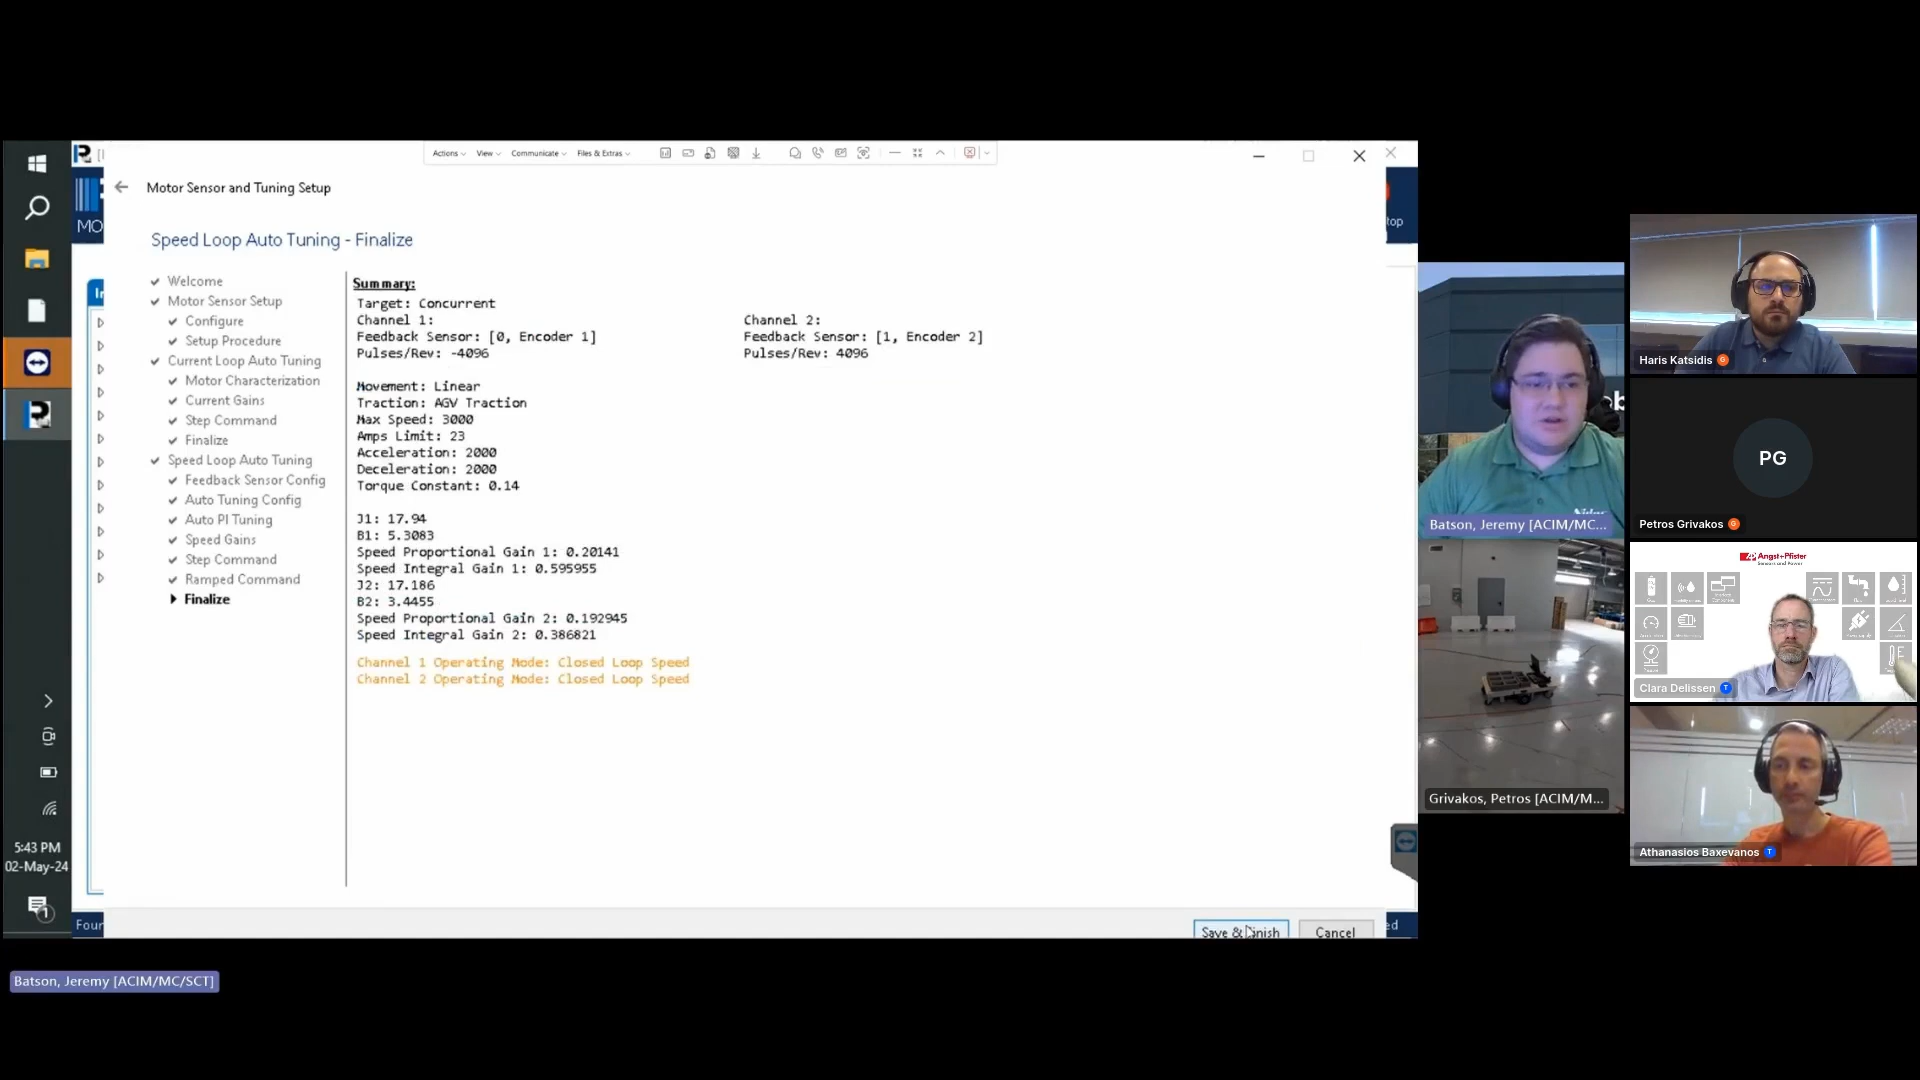 Actions View Communicate Files & Extras
Motor Sensor and Tuning Setup
MO
top
Speed Loop Auto Tuning - Finalize
Welcome
Motor Sensor Setup
Configure
Setup Procedure
Current Loop Auto Tuning
Motor Characterization
Current Gains
Step Command
Finalize
Speed Loop Auto Tuning
Feedback Sensor Config
Auto Tuning Config
Auto PI Tuning
Speed Gains
Step Command
Ramped Command
Finalize
Summary:
Target: Concurrent
Channel 1:
Feedback Sensor: [0, Encoder 1]
Pulses/Rev: -4096
Channel 2:
Feedback Sensor: [1, Encoder 2]
Pulses/Rev: 4096
Movement: Linear
Traction: AGV Traction
Max Speed: 3000
Amps Limit: 23
Acceleration: 2000
Deceleration: 2000
Torque Constant: 0.14
J1: 17.94
B1: 5.3083
Speed Proportional Gain 1: 0.20141
Speed Integral Gain 1: 0.595955
J2: 17.186
B2: 3.4455
Speed Proportional Gain 2: 0.192945
Speed Integral Gain 2: 0.386821
Channel 1 Operating Mode: Closed Loop Speed
Channel 2 Operating Mode: Closed Loop Speed
5:43 PM
02-May-24
1
Four
Save & Finish
Cancel
ed
Batson, Jeremy [ACIM/MC/SCT]
Batson, Jeremy [ACIM/MC...
Grivakos, Petros [ACIM/M...
Haris Katsidis
PG
Petros Grivakos
Angst+Pfister
Sensors and Power
Clara Delissen
Athanasios Baxevanos